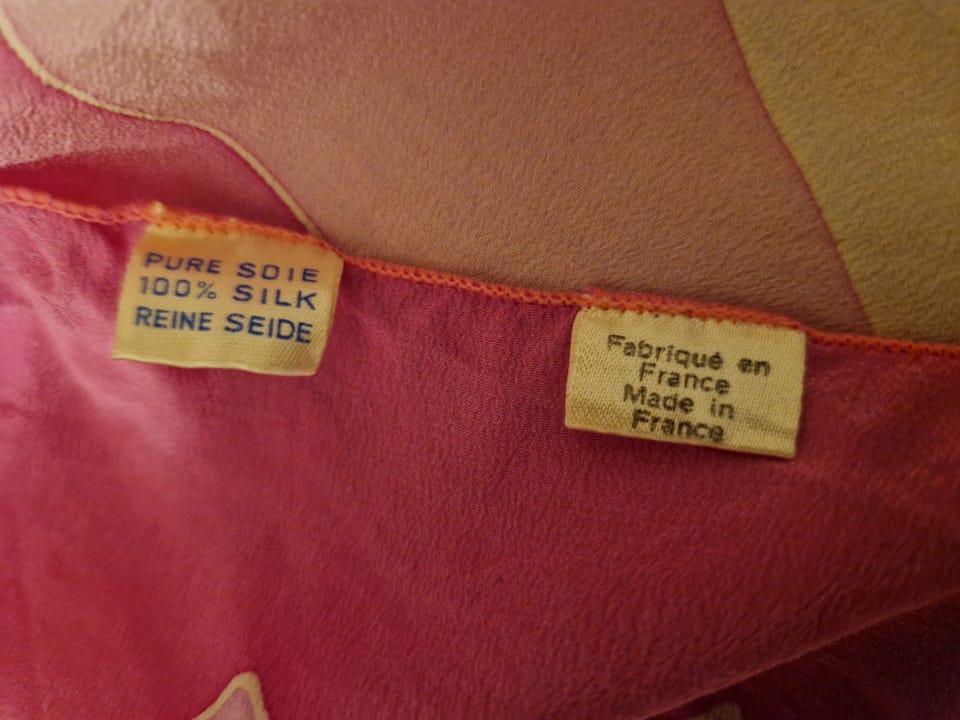 PURE SOIE
100% SILK
REINE SEIDE
Fabriqué en
France
Made in
France